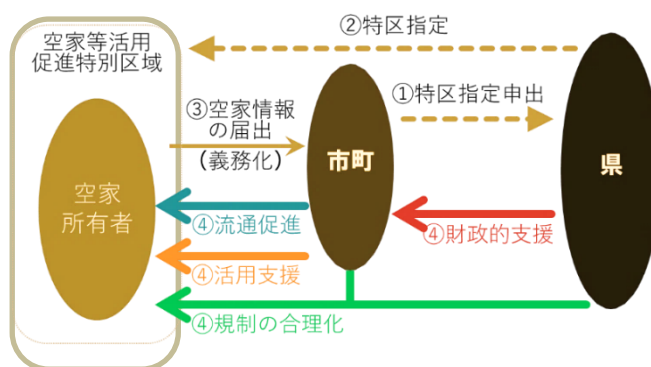 空家等活用
促進特別区域
②特区指定
①特区指定申出
③空家情報
の届出
(義務化)
市町
県
空家
所有者
④流通促進
④財政的支援
④活用支援
④規制の合理化